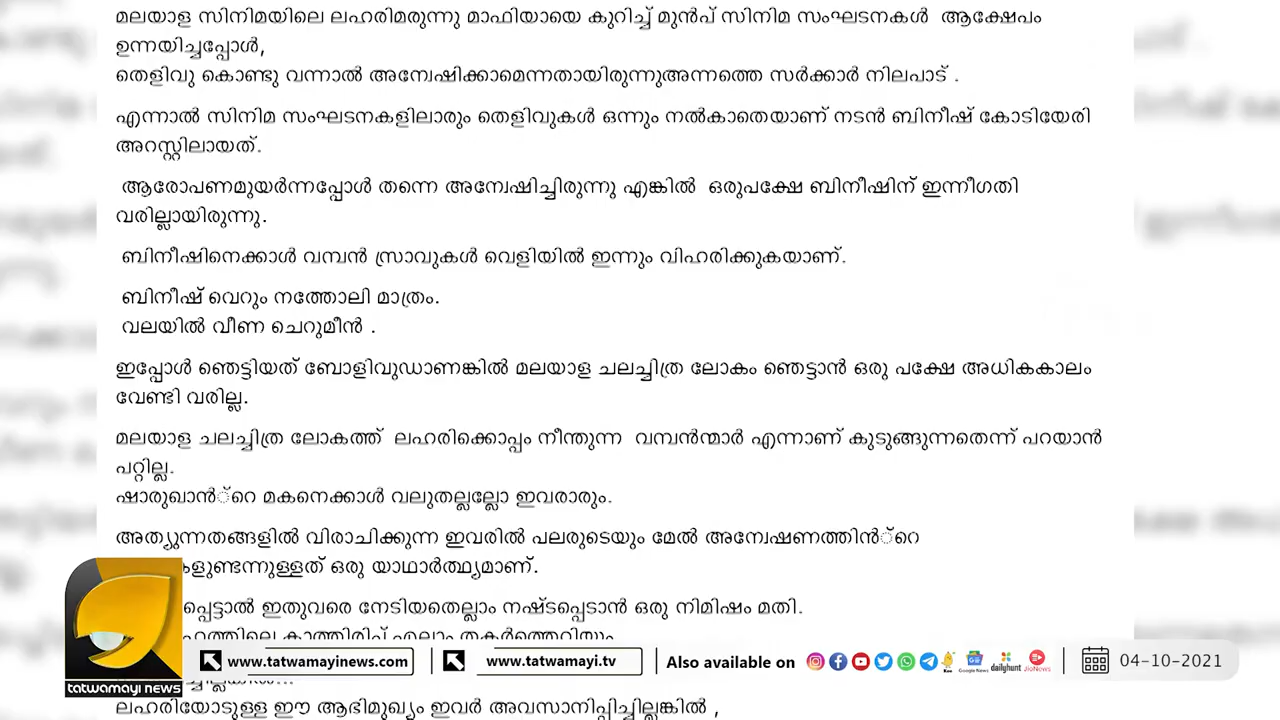 മലയാള സിനിമയിലെ ലഹരിമരുന്നു മാഫിയായെ കുറിച്ച് മുൻപ് സിനിമ സംഘടനകൾ ആക്ഷേപം
ഉന്നയിച്ചപ്പോൾ,
തെളിവു കൊണ്ടു വന്നാൽ അന്വേഷിക്കാമെന്നതായിരുന്നുഅന്നത്തെ സർക്കാർ നിലപാട് .
എന്നാൽ സിനിമ സംഘടനകളിലാരും തെളിവുകൾ ഒന്നും നൽകാതെയാണ് നടൻ ബിനീഷ് കോടിയേരി
അറസ്റ്റിലായത്.
ആരോപണമുയർന്നപ്പോൾ തന്നെ അന്വേഷിച്ചിരുന്നു എങ്കിൽ ഒരുപക്ഷേ ബിനീഷിന് ഇന്നീഗതി
വരില്ലായിരുന്നു.
ബിനീഷിനെക്കാൾ വമ്പൻ സ്രാവുകൾ വെളിയിൽ ഇന്നും വിഹരിക്കുകയാണ്.
ബിനീഷ് വെറും നത്തോലി മാത്രം.
വലയിൽ വീണ ചെറുമീൻ .
ഇപ്പോൾ ഞെട്ടിയത് ബോളിവുഡാണങ്കിൽ മലയാള ചലച്ചിത്ര ലോകം ഞെട്ടാൻ ഒരു പക്ഷേ അധികകാലം
വേണ്ടി വരില്ല.
മലയാള ചലച്ചിത്ര ലോകത്ത് ലഹരിക്കൊപ്പം നീന്തുന്ന വമ്പൻന്മാർ എന്നാണ് കുടുങ്ങുന്നതെന്ന് പറയാൻ
പറ്റില്ല.
ഷാരുഖാൻ്റെ മകനെക്കാൾ വലുതല്ലല്ലോ ഇവരാരും.
അത്യുന്നതങ്ങളിൽ വിരാചിക്കുന്ന ഇവരിൽ പലരുടെയും മേൽ അന്വേഷണത്തിൻ്റെ
ഒരു യാഥാർത്ഥ്യമാണ്.
ഇതുവരെ നേടിയതെല്ലാം നഷ്ടപ്പെടാൻ ഒരു നിമിഷം മതി.
ലഹരിയോടുള്ള ഈ ആഭിമുഖ്യം ഇവർ അവസാനിപ്പിച്ചില്ലങ്കിൽ ,
tatwamayi news
www.tatwamayinews.com
www.tatwamayi.tv
Also available on
Koo
Google News
dailyhunt
JioNews
04-10-2021